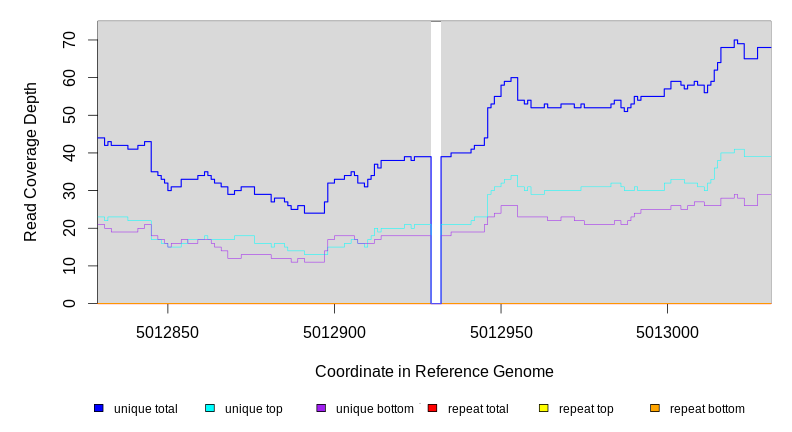 Read Coverage Depth
70
60
50
40
30
20
10
0
5012850 5012900 5012950 5013000
Coordinate in Reference Genome
unique total unique top unique bottom repeat total repeat top repeat bottom